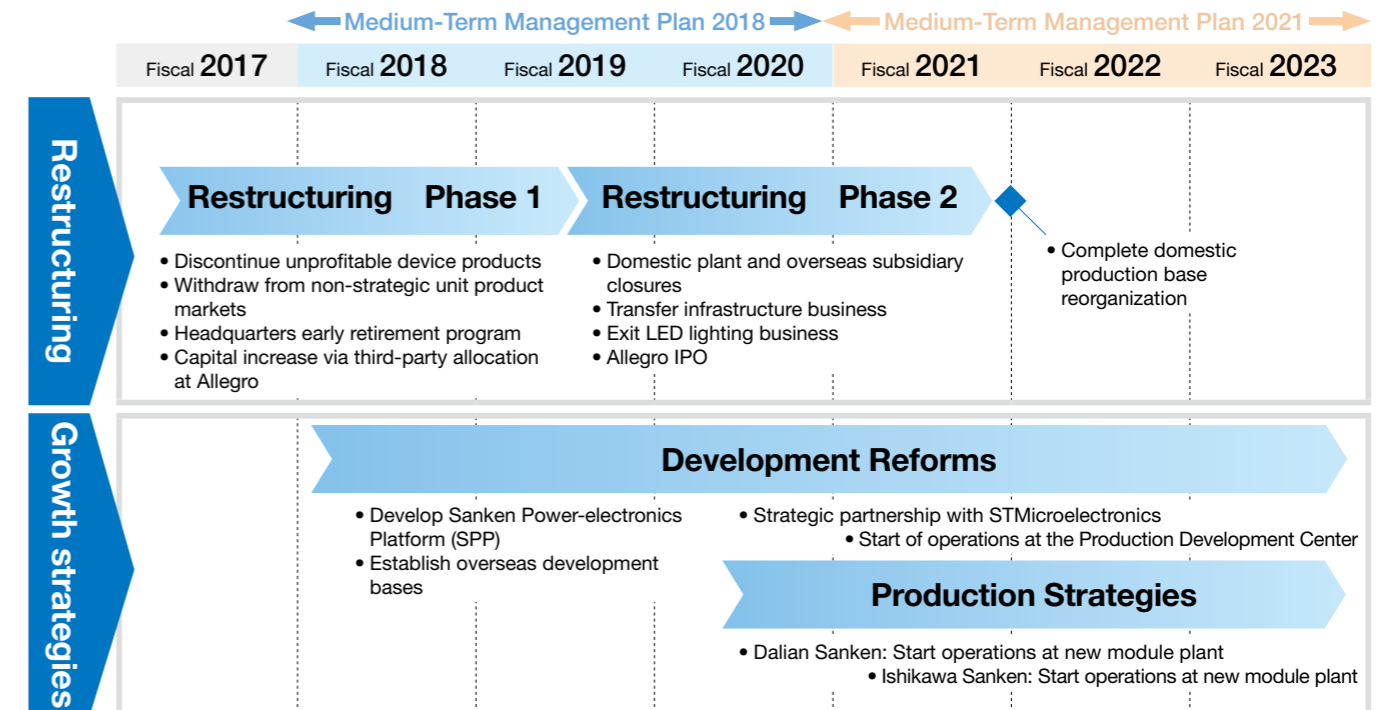 Medium-Term Management Plan 2018
Medium-Term Management Plan 2021
Fiscal 2017
Fiscal 2018
Fiscal 2019
Fiscal 2020
Fiscal 2021
Fiscal 2022
Fiscal 2023
Restructuring
Restructuring Phase 1
Restructuring Phase 2
• Discontinue unprofitable device products
• Withdraw from non-strategic unit product
markets
• Headquarters early retirement program
• Capital increase via third-party allocation
at Allegro
• Domestic plant and overseas subsidiary
closures
• Transfer infrastructure business
• Exit LED lighting business
• Allegro IPO
• Complete domestic
production base
reorganization
Growth strategies
Development Reforms
• Develop Sanken Power-electronics
Platform (SPP)
• Establish overseas development
bases
• Strategic partnership with STMicroelectronics
• Start of operations at the Production Development Center
Production Strategies
• Dalian Sanken: Start operations at new module plant
• Ishikawa Sanken: Start operations at new module plant